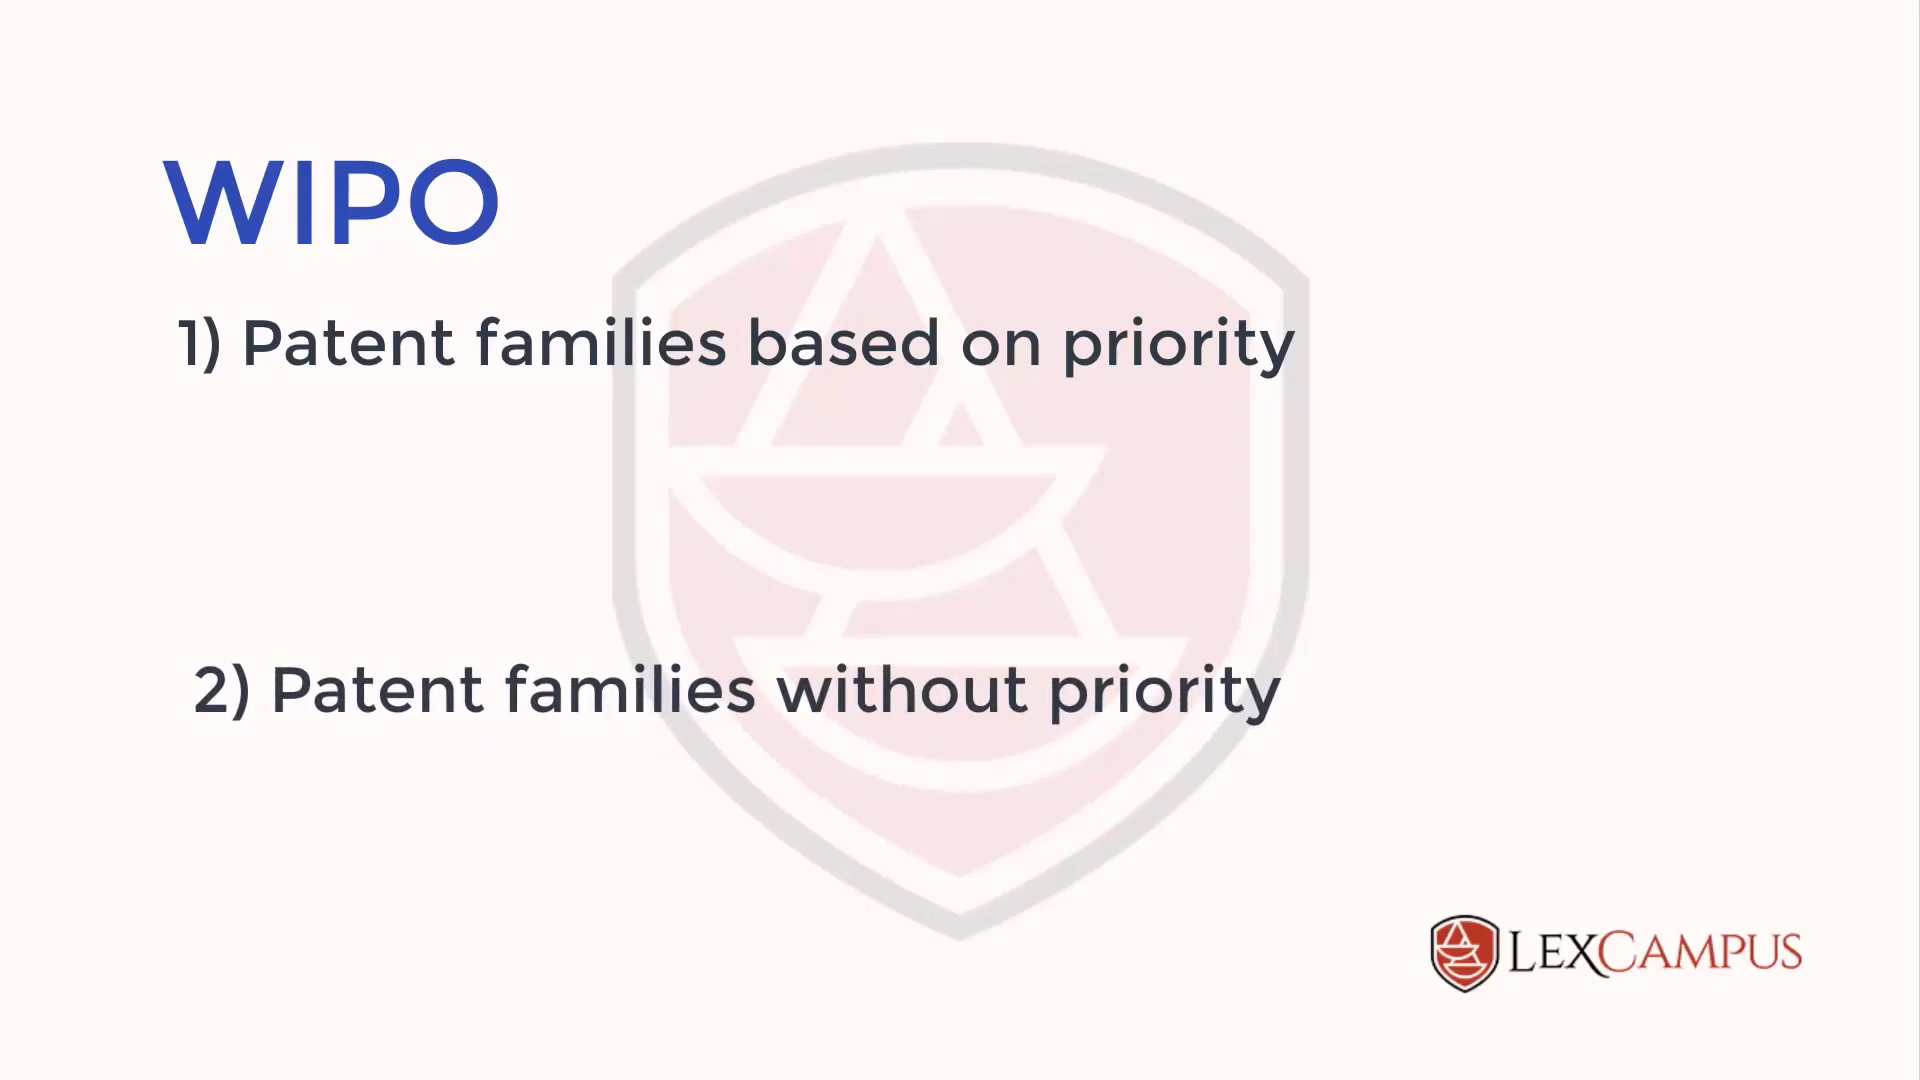 WIPO
1) Patent families based on priority
2) Patent families without priority
LEXCAMPUS